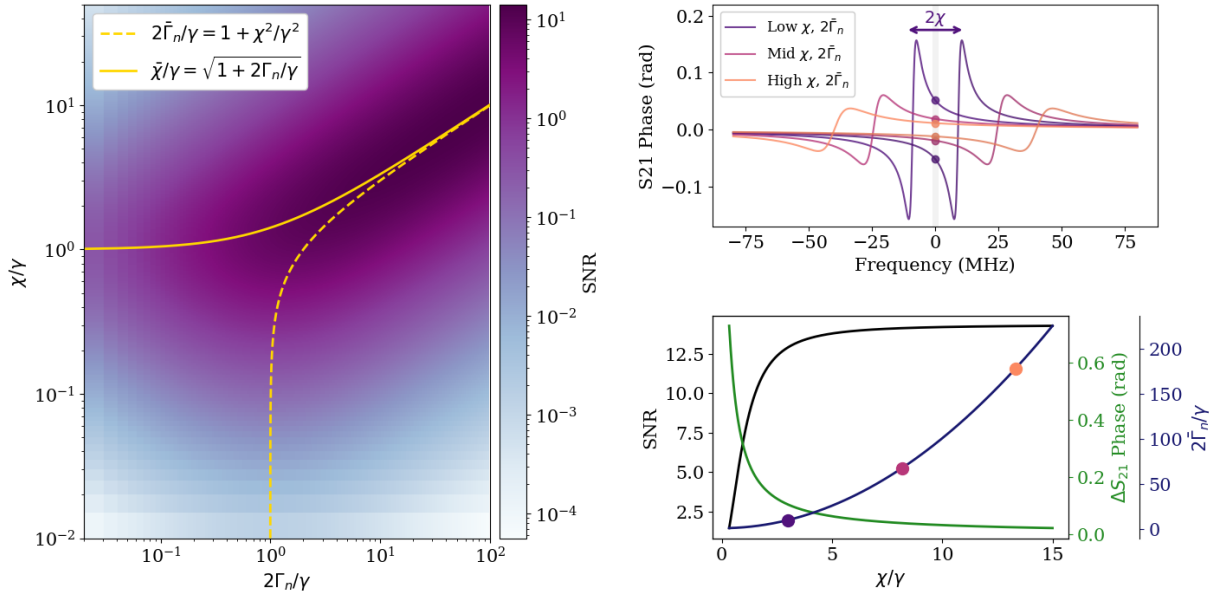 2Γ̄ₙ/γ = 1 + χ²/γ²
χ̄/γ = √1 + 2Γₙ/γ
10¹
10⁰
10⁻¹
10⁻²
χ/γ
10⁻¹
10⁰
10¹
10²
2Γₙ/γ
10¹
10⁰
10⁻¹
10⁻²
10⁻³
10⁻⁴
SNR
0.2
0.1
0.0
−0.1
S21 Phase (rad)
Low χ, 2Γ̄ₙ
Mid χ, 2Γ̄ₙ
High χ, 2Γ̄ₙ
2χ
−75
−50
−25
0
25
50
75
Frequency (MHz)
12.5
10.0
7.5
5.0
2.5
SNR
0
5
10
15
χ/γ
0.6
0.4
0.2
0.0
ΔS₂₁ Phase (rad)
200
150
100
50
0
2Γ̄ₙ/γ